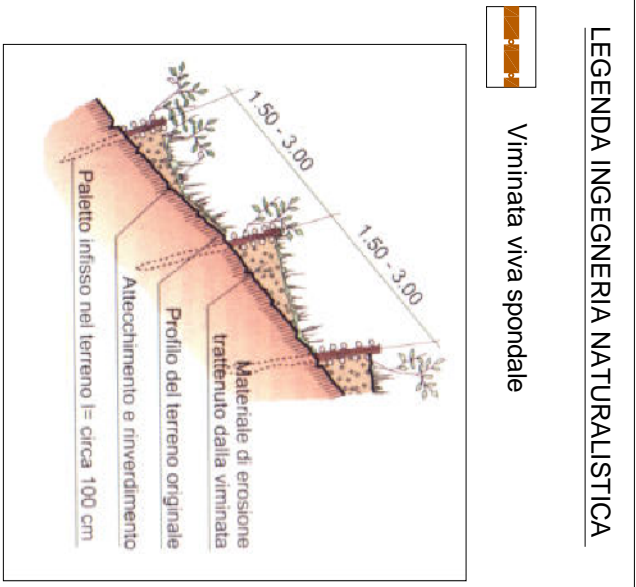 LEGENDA INGEGNERIA NATURALISTICA
Viminata viva spondale
1.50 - 3.00
1.50 - 3.00
Materiale di erosione
trattenuto dalla viminata
Profilo del terreno originale
Attecchimento e rinverdimento
Paletto infisso nel terreno l= circa 100 cm